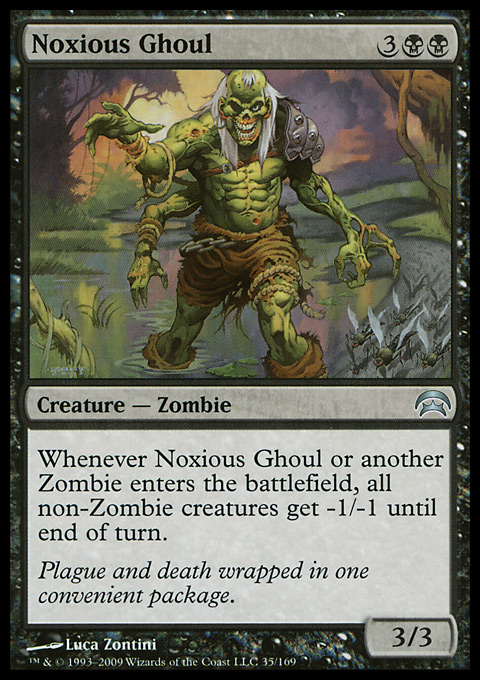 Noxious Ghoul 3
Creature — Zombie
Whenever Noxious Ghoul or another
Zombie enters the battlefield, all
non-Zombie creatures get -1/-1 until
end of turn.
Plague and death wrapped in one
convenient package.
Luca Zontini
3/3
™ & © 1993–2009 Wizards of the Coast LLC 35/169